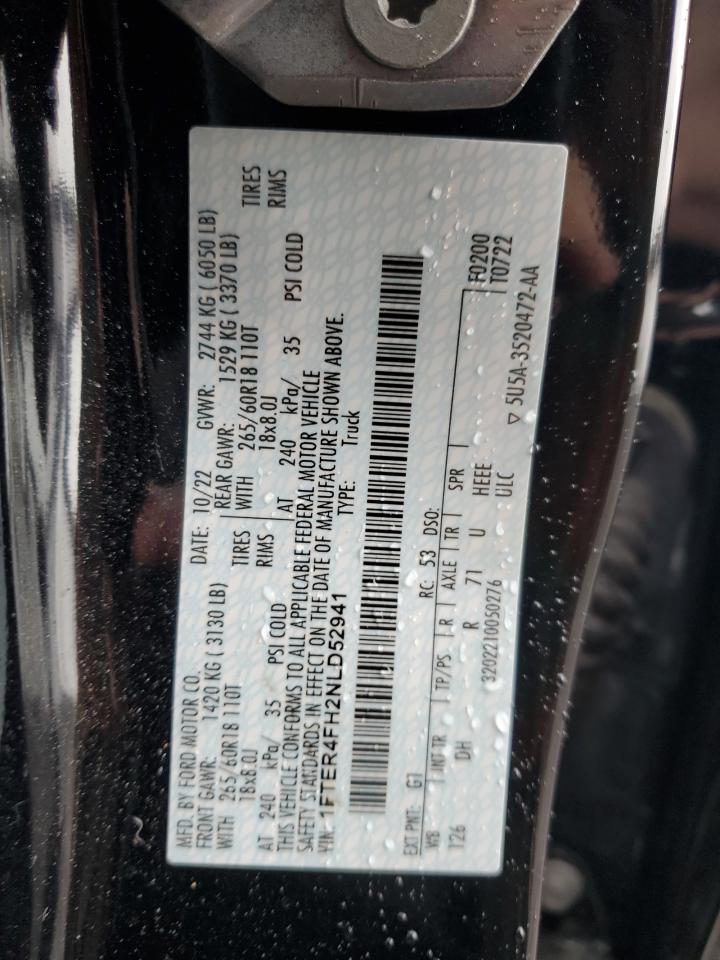 MFD. BY FORD MOTOR CO.
DATE: 10/22 GVWR: 2744 KG ( 6050 LB)
FRONT GAWR: 1420 KG ( 3130 LB) REAR GAWR: 1529 KG ( 3370 LB)
WITH 265/60R18 110T TIRES WITH 265/60R18 110T TIRES
18x8.0J RIMS 18x8.0J RIMS
AT 240 kPa/ 35 PSI COLD AT 240 kPa/ 35 PSI COLD
THIS VEHICLE CONFORMS TO ALL APPLICABLE FEDERAL MOTOR VEHICLE
SAFETY STANDARDS IN EFFECT ON THE DATE OF MANUFACTURE SHOWN ABOVE.
VIN: 1FTER4FH2NLD52941 TYPE: Truck
EXT PNT: G1 RC: 53 DSO: F0200
WB INT TR TP/PS R AXLE TR SPR T0722
126 DH R 71 U HEEE
3202210050276 ULC ▽ 5U5A-3520472-AA